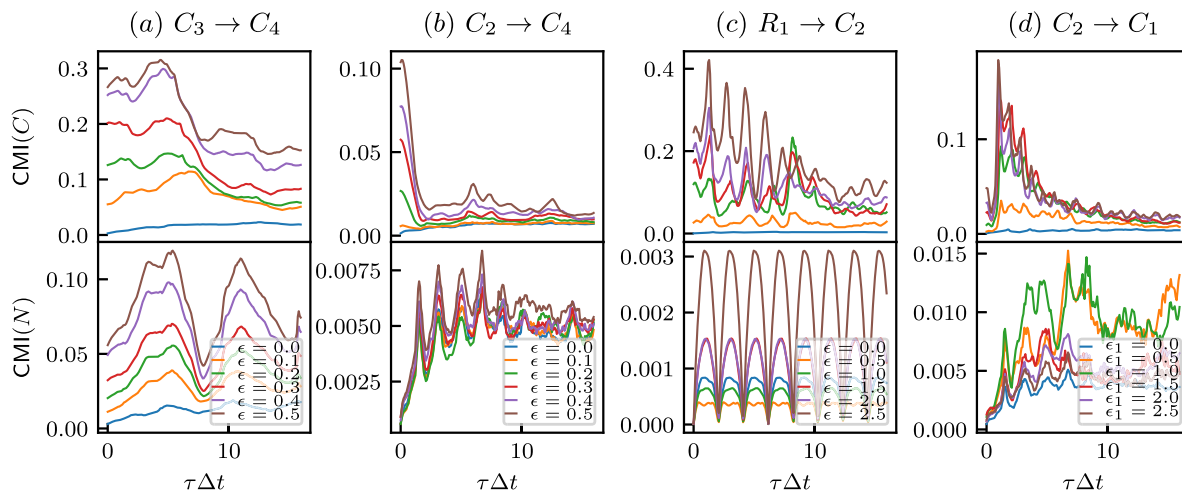 (a) C₃ → C₄
(b) C₂ → C₄
(c) R₁ → C₂
(d) C₂ → C₁
CMI(C)
0.3
0.2
0.1
0.0
0.10
0.05
0.00
0.4
0.2
0.0
0.1
0.0
CMI(N)
0.10
0.05
0.00
0.0075
0.0050
0.0025
0.003
0.002
0.001
0.000
0.015
0.010
0.005
0.000
ϵ = 0.0
ϵ = 0.1
ϵ = 0.2
ϵ = 0.3
ϵ = 0.4
ϵ = 0.5
ϵ = 0.0
ϵ = 0.1
ϵ = 0.2
ϵ = 0.3
ϵ = 0.4
ϵ = 0.5
ϵ = 0.0
ϵ = 0.5
ϵ = 1.0
ϵ = 1.5
ϵ = 2.0
ϵ = 2.5
ϵ₁ = 0.0
ϵ₁ = 0.5
ϵ₁ = 1.0
ϵ₁ = 1.5
ϵ₁ = 2.0
ϵ₁ = 2.5
0 10
0 10
0 10
0 10
τΔt
τΔt
τΔt
τΔt